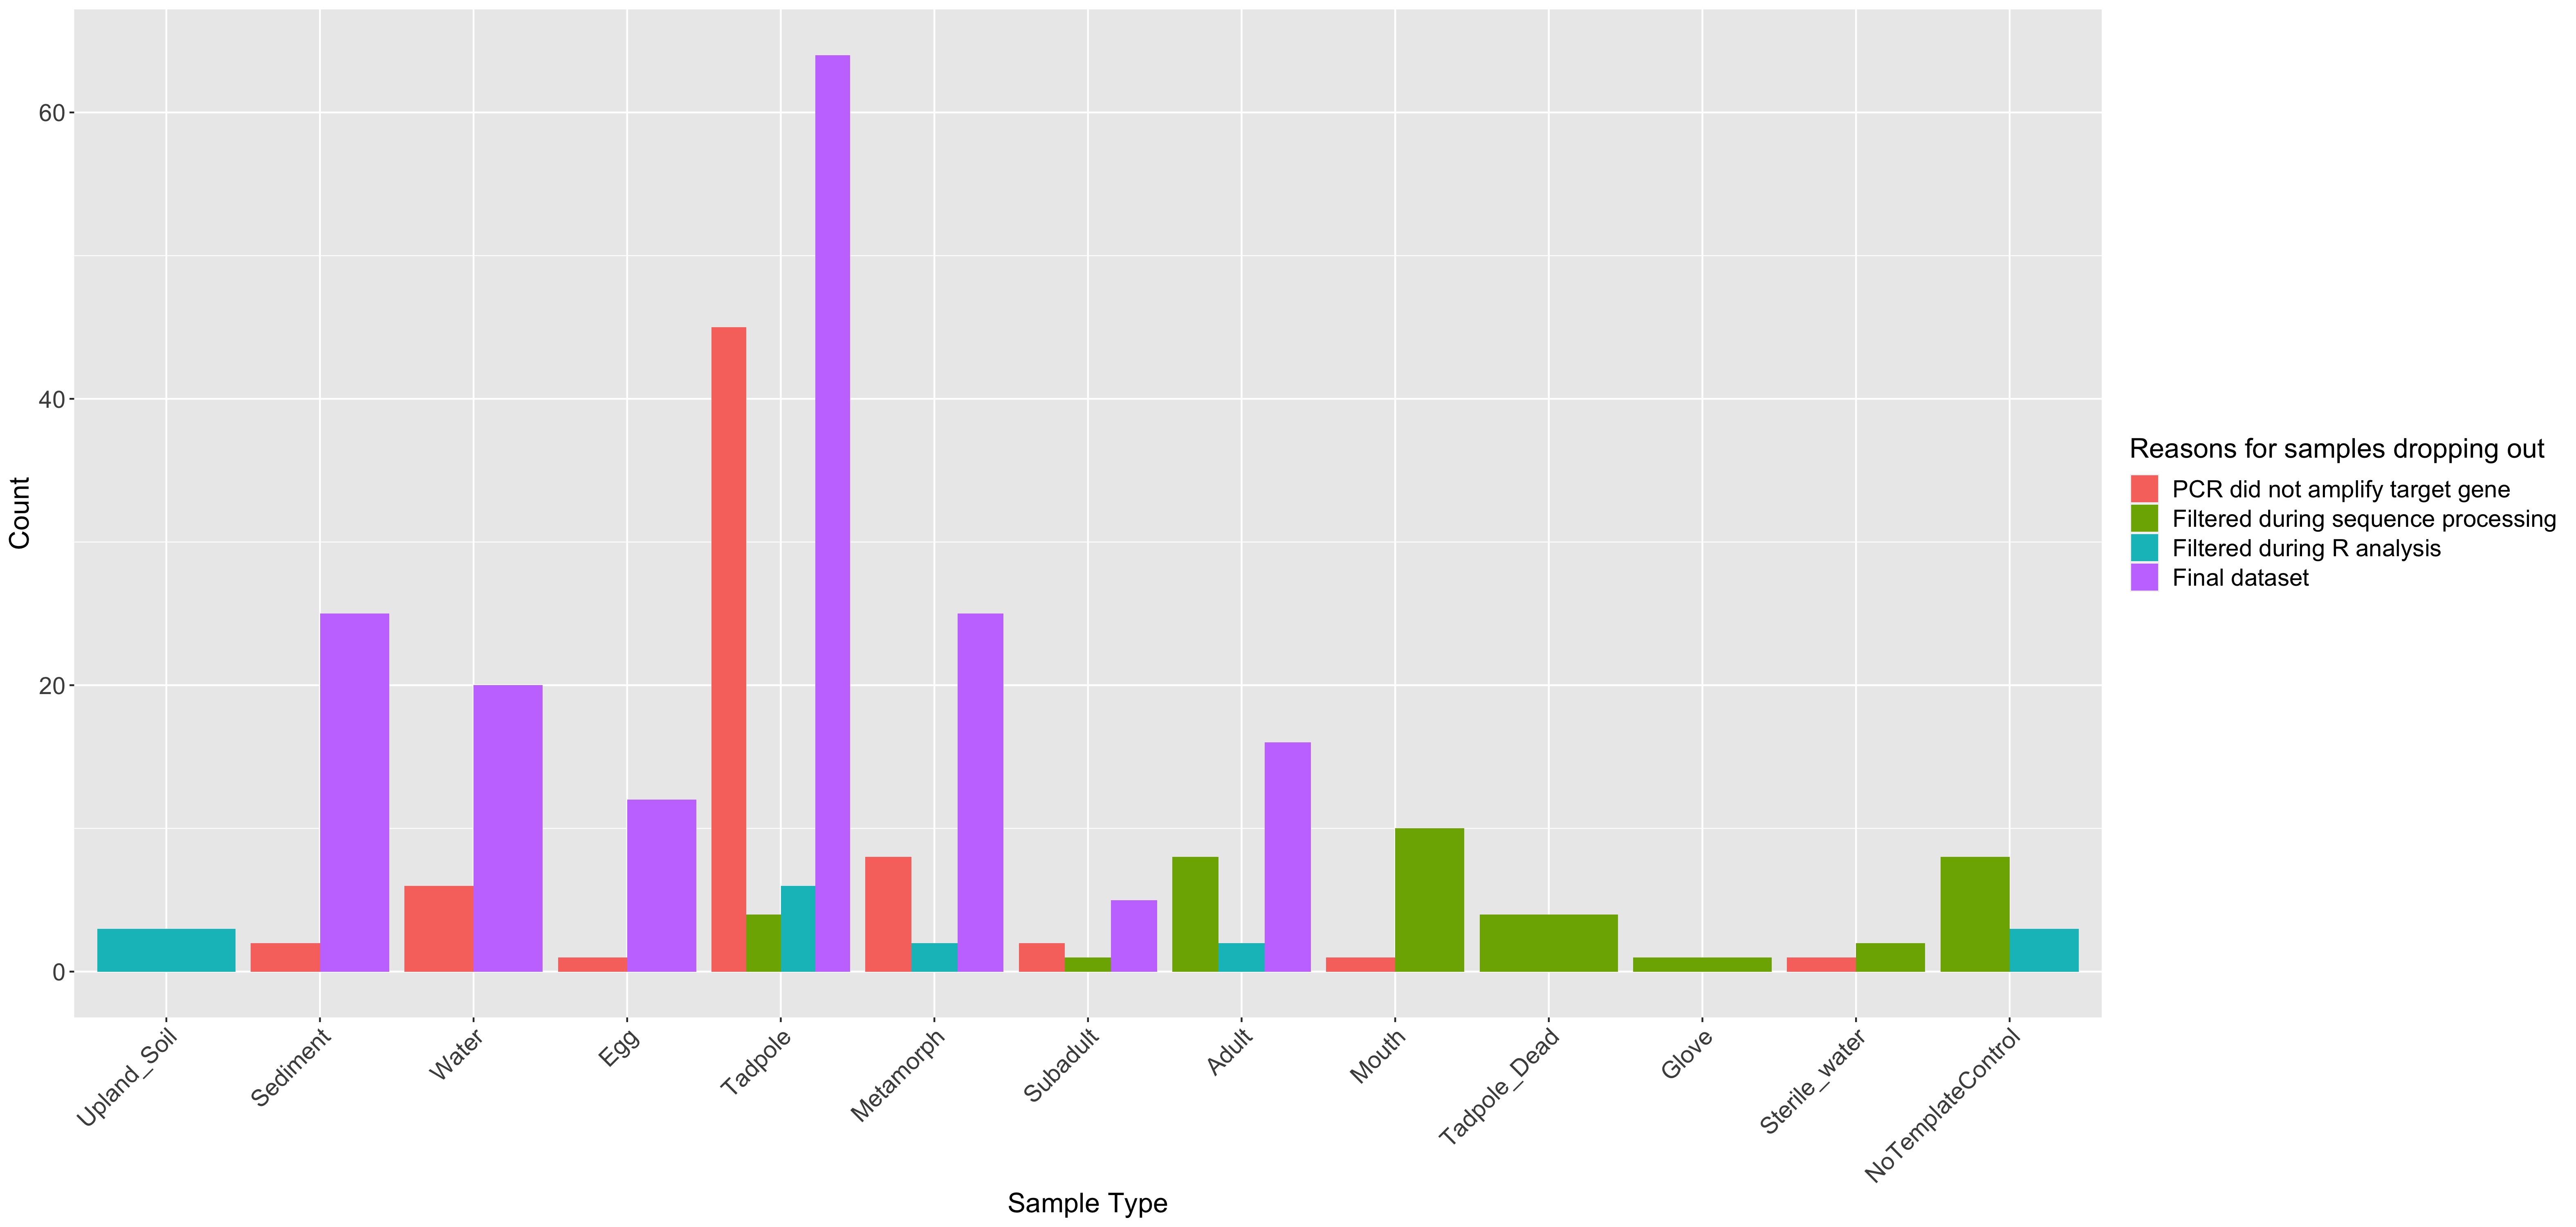 60
40
20
0
Count
Upland_Soil
Sediment
Water
Egg
Tadpole
Metamorph
Subadult
Adult
Mouth
Tadpole_Dead
Glove
Sterile_water
NoTemplateControl
Sample Type
Reasons for samples dropping out
PCR did not amplify target gene
Filtered during sequence processing
Filtered during R analysis
Final dataset